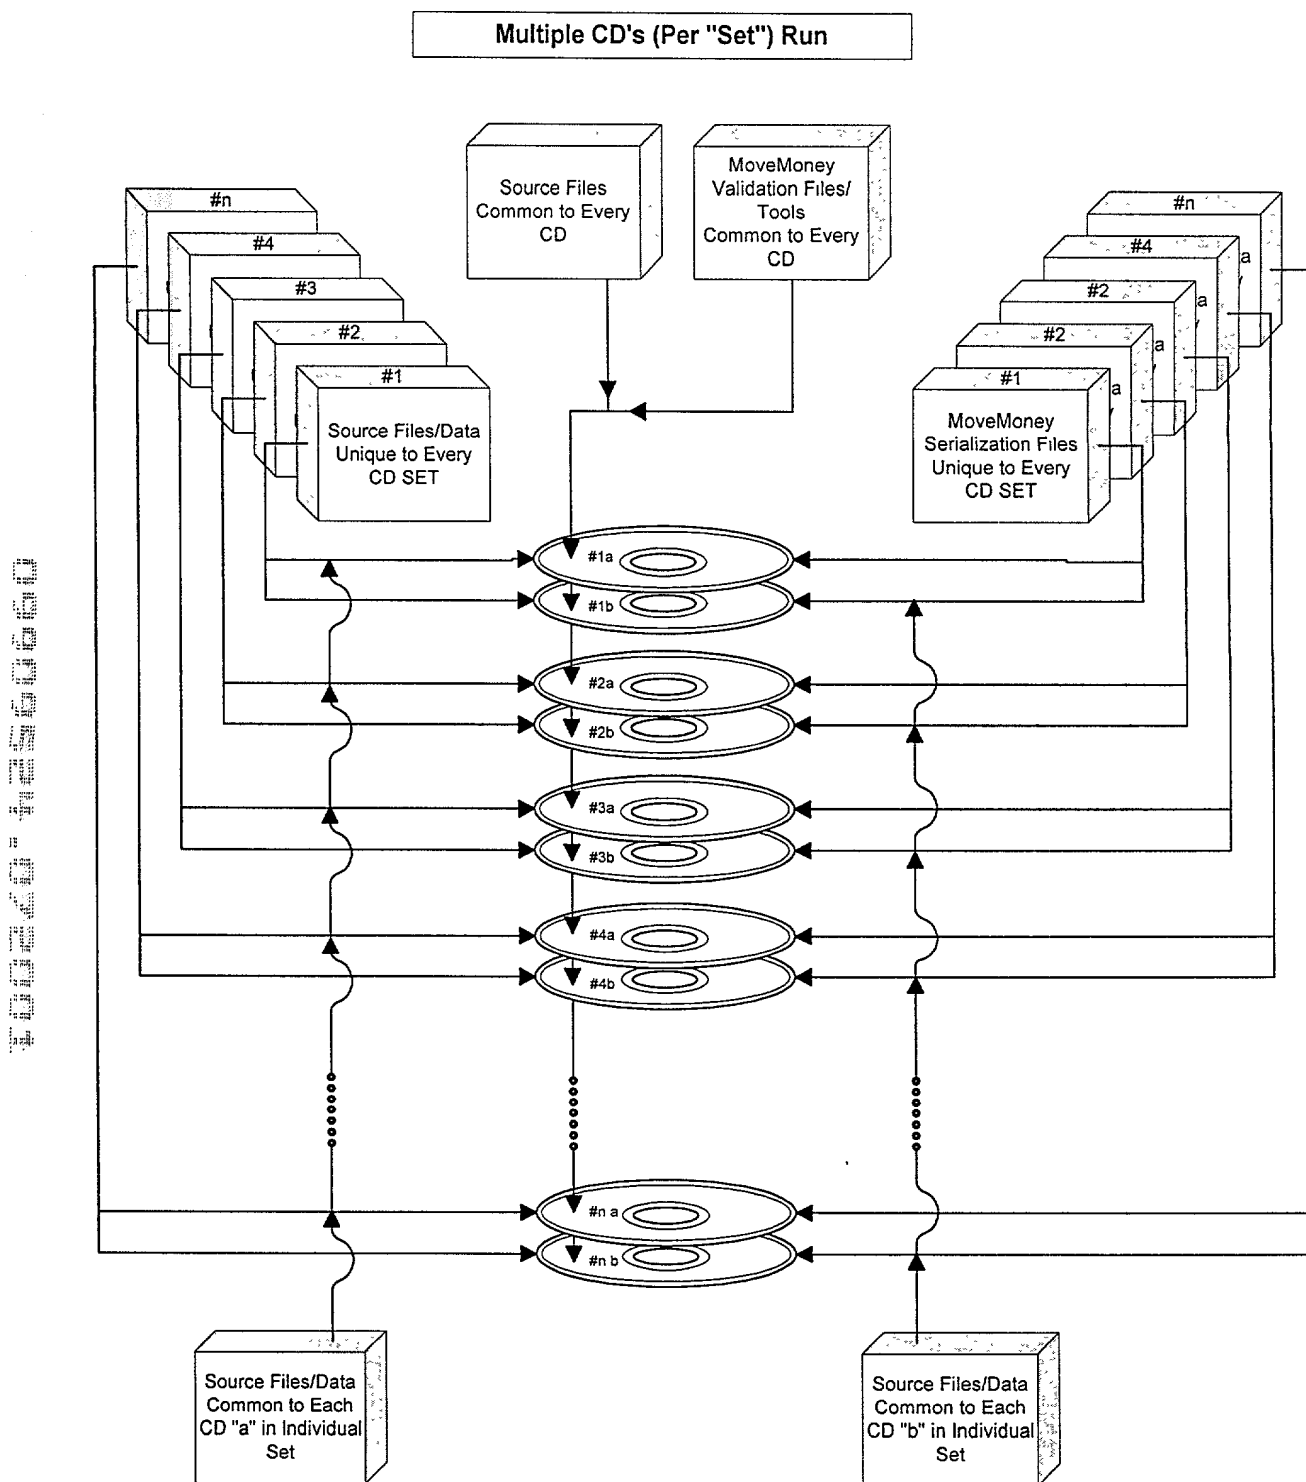 Multiple CD's (Per "Set") Run
Source Files
Common to Every
CD
MoveMoney
Validation Files/
Tools
Common to Every
CD
#n
#4
#3
#2
#1
Source Files/Data
Unique to Every
CD SET
#n
#4
#2
#2
#1
a
a
a
a
MoveMoney
Serialization Files
Unique to Every
CD SET
#1a
#1b
#2a
#2b
#3a
#3b
#4a
#4b
#n a
#n b
Source Files/Data
Common to Each
CD "a" in Individual
Set
Source Files/Data
Common to Each
CD "b" in Individual
Set